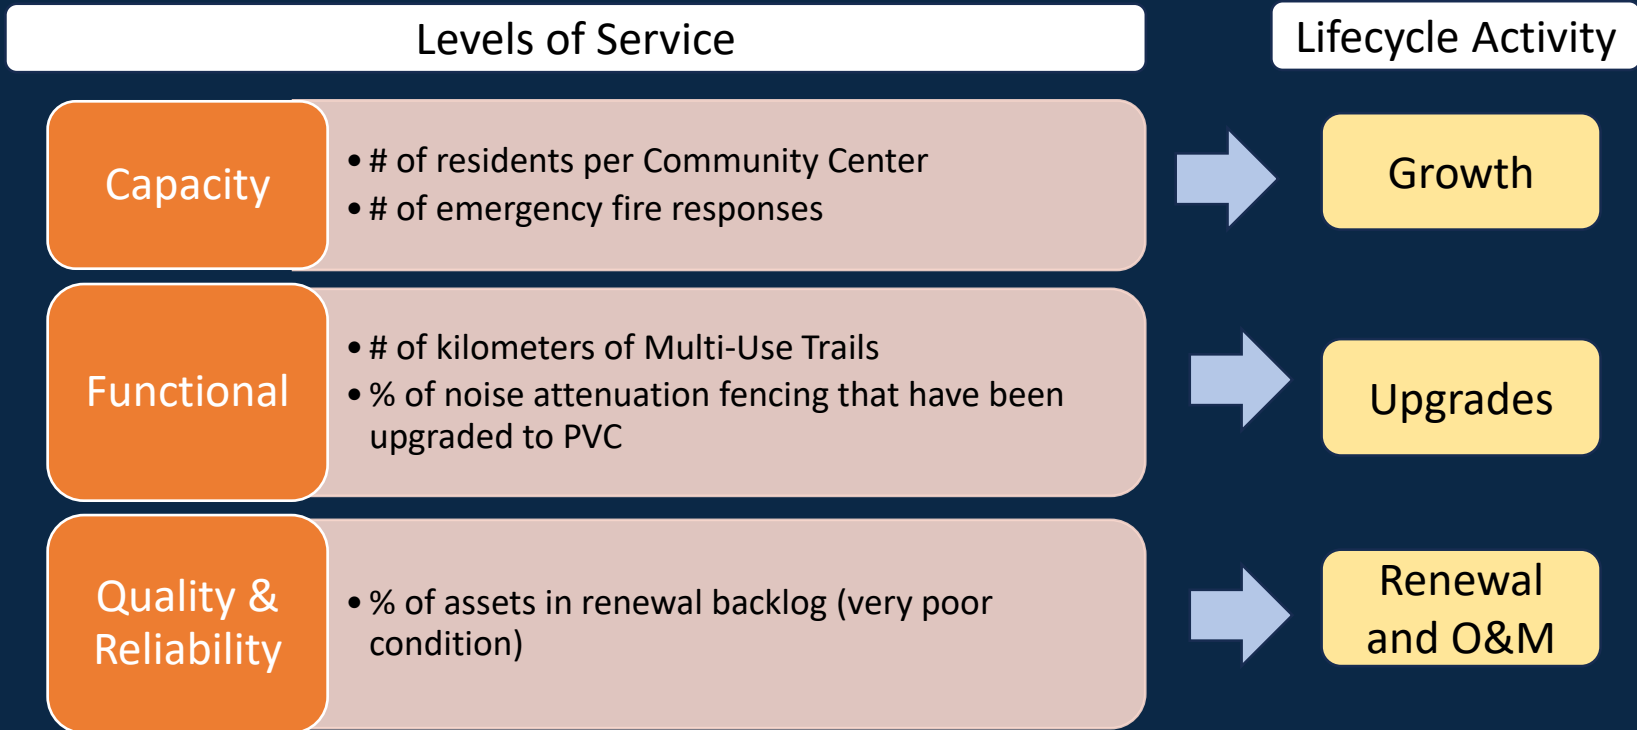 Levels of Service
Lifecycle Activity
Capacity
• # of residents per Community Center
• # of emergency fire responses
Growth
Functional
• # of kilometers of Multi-Use Trails
• % of noise attenuation fencing that have been
upgraded to PVC
Upgrades
Quality &
Reliability
• % of assets in renewal backlog (very poor
condition)
Renewal
and O&M